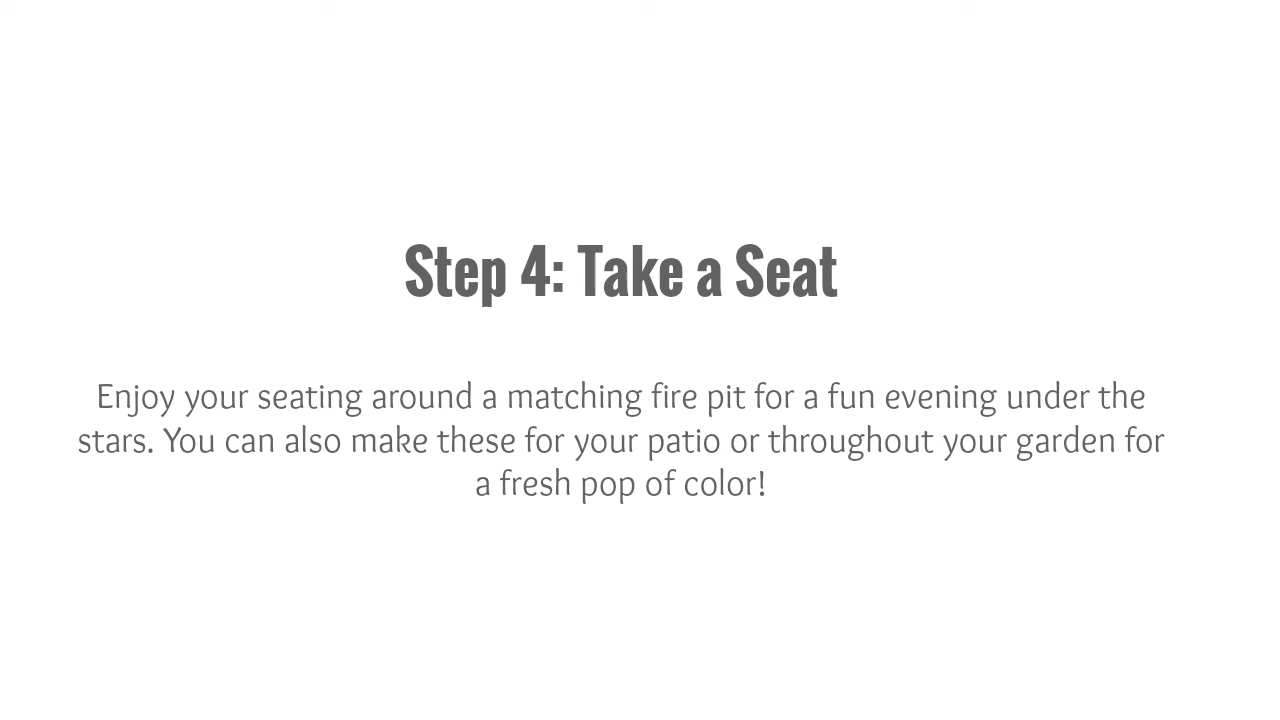 Step 4: Take a Seat
Enjoy your seating around a matching fire pit for a fun evening under the
stars. You can also make these for your patio or throughout your garden for
a fresh pop of color!